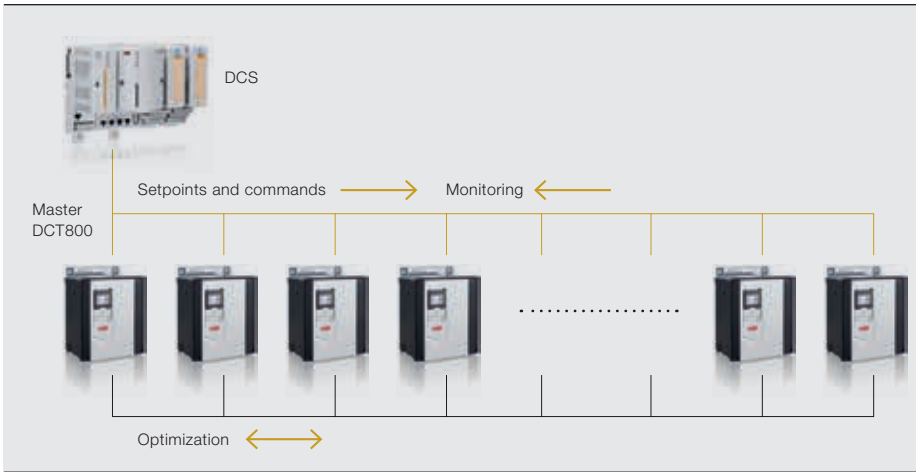 DCS
Setpoints and commands
Monitoring
Master
DCT800
Optimization